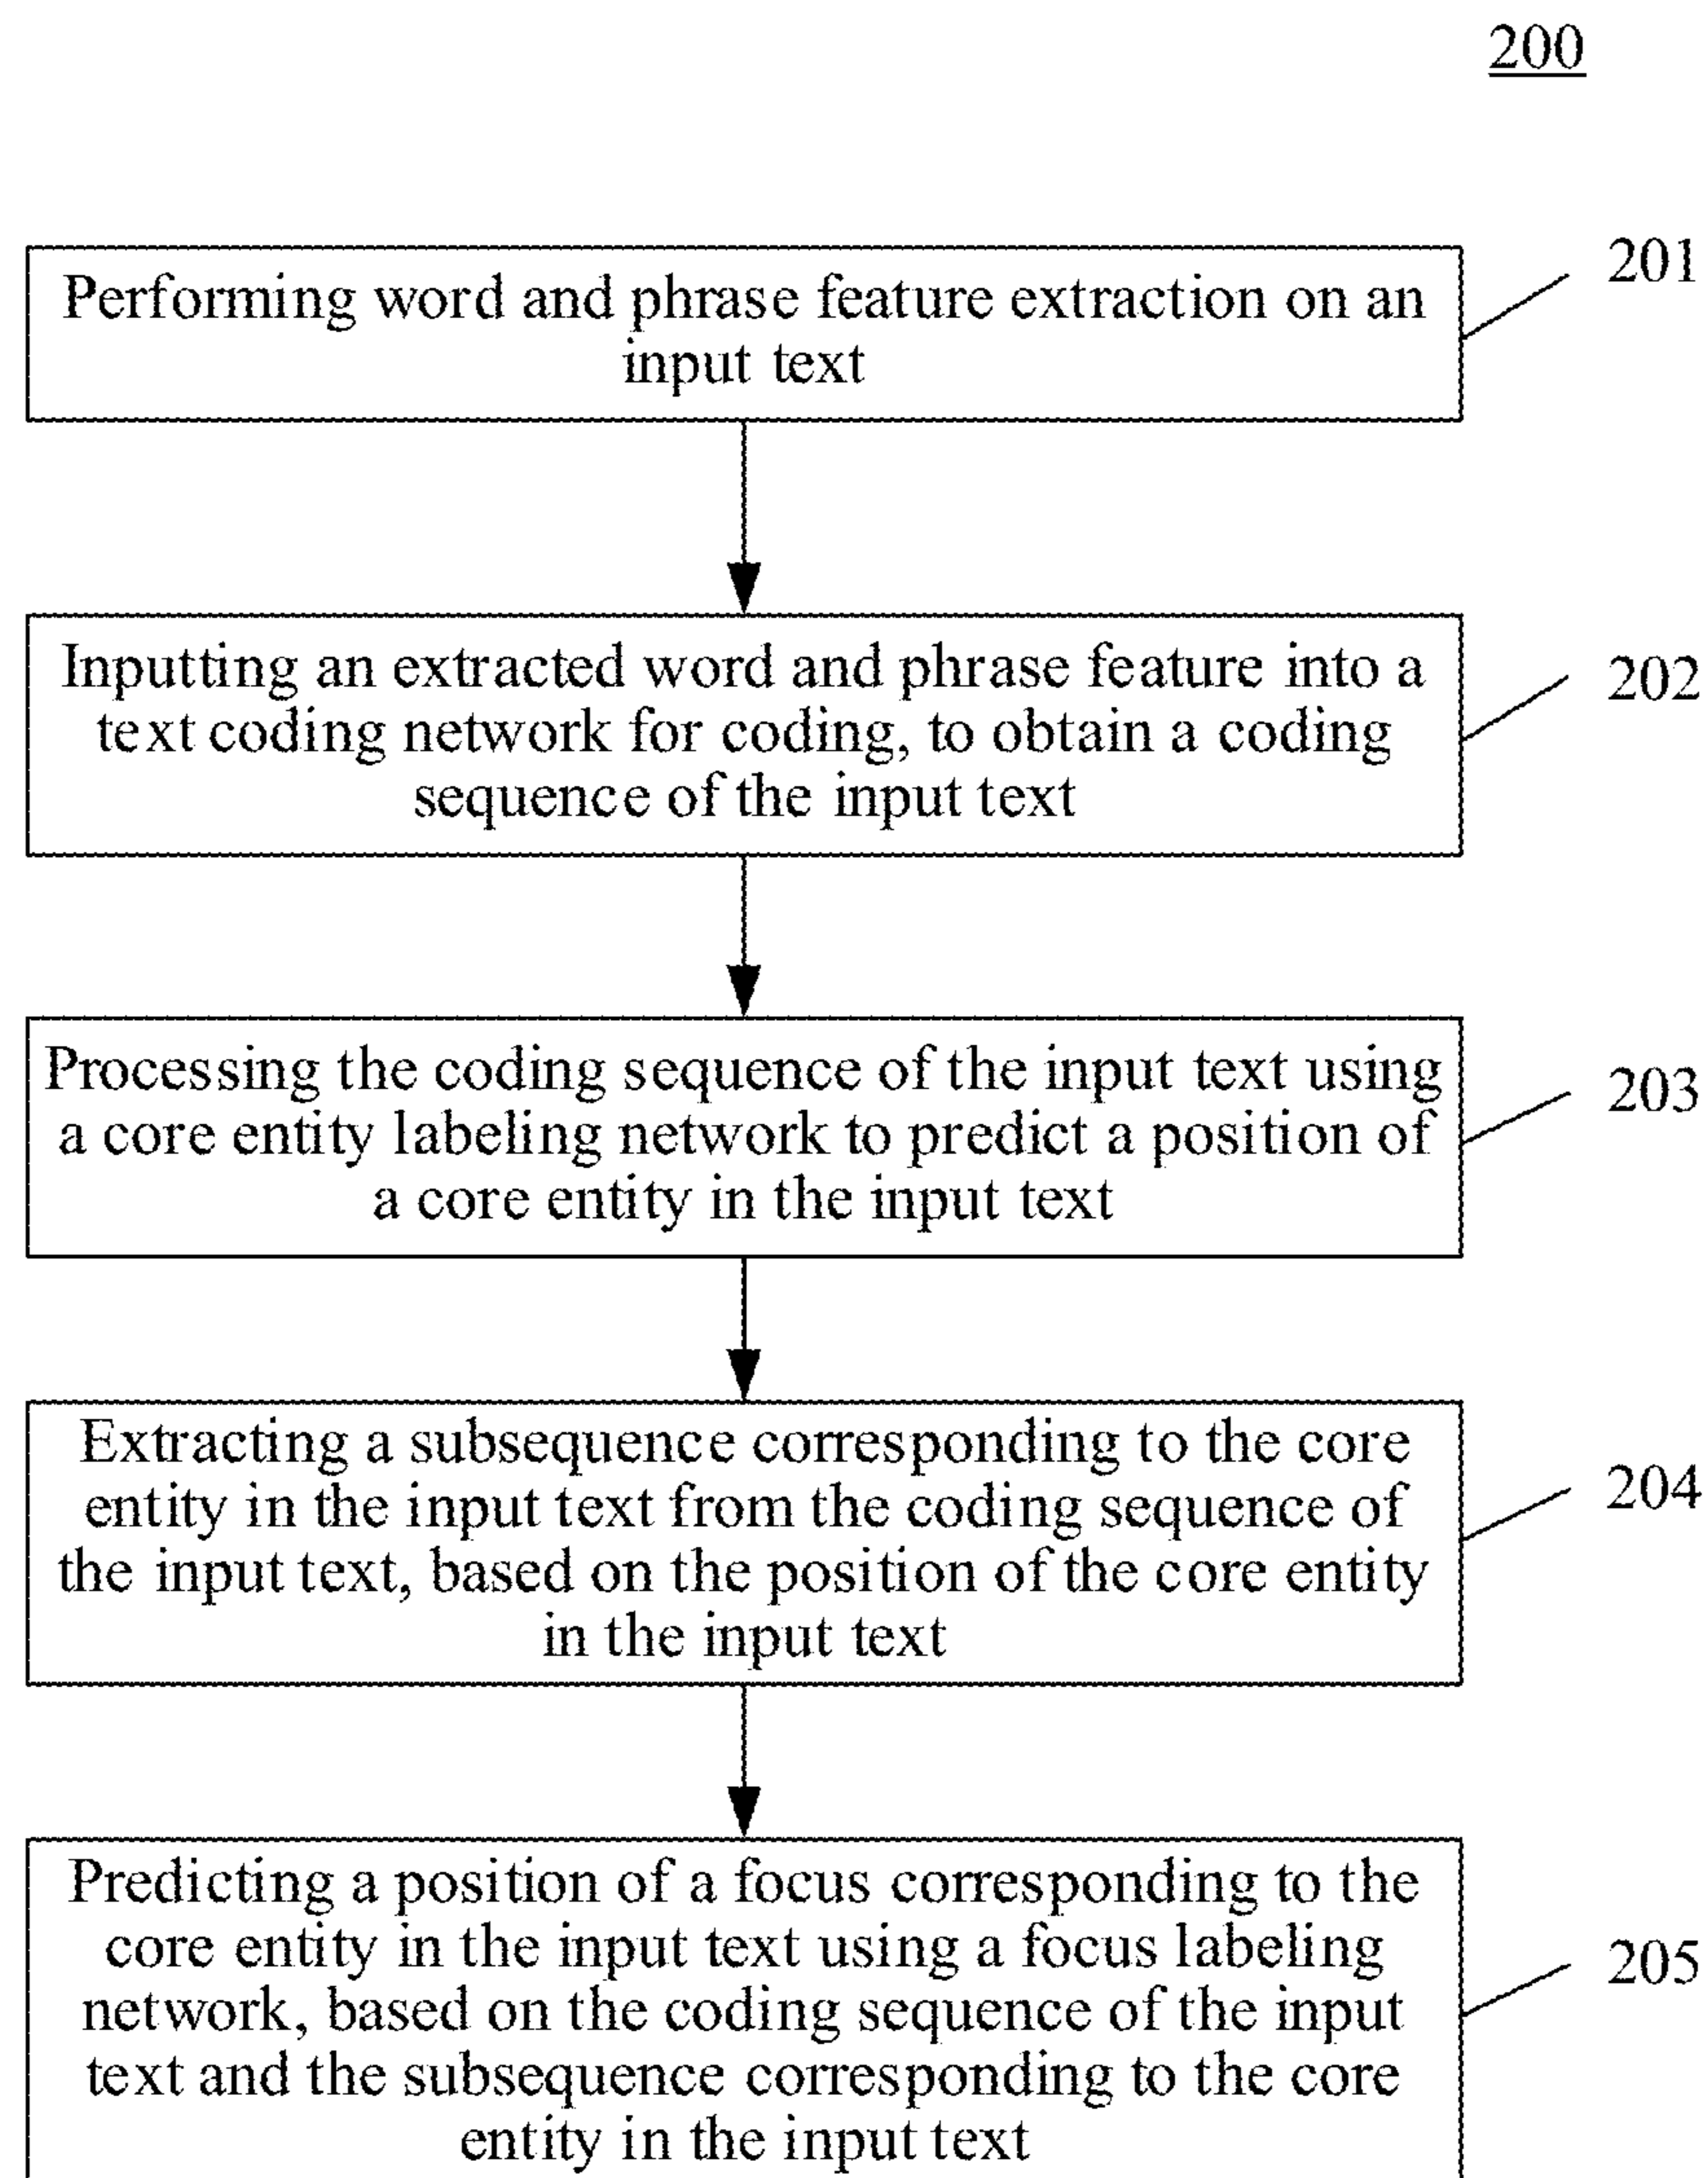 200
Performing word and phrase feature extraction on an
input text
201
Inputting an extracted word and phrase feature into a
text coding network for coding, to obtain a coding
sequence of the input text
202
Processing the coding sequence of the input text using
a core entity labeling network to predict a position of
a core entity in the input text
203
Extracting a subsequence corresponding to the core
entity in the input text from the coding sequence of
the input text, based on the position of the core entity
in the input text
204
Predicting a position of a focus corresponding to the
core entity in the input text using a focus labeling
network, based on the coding sequence of the input
text and the subsequence corresponding to the core
entity in the input text
205